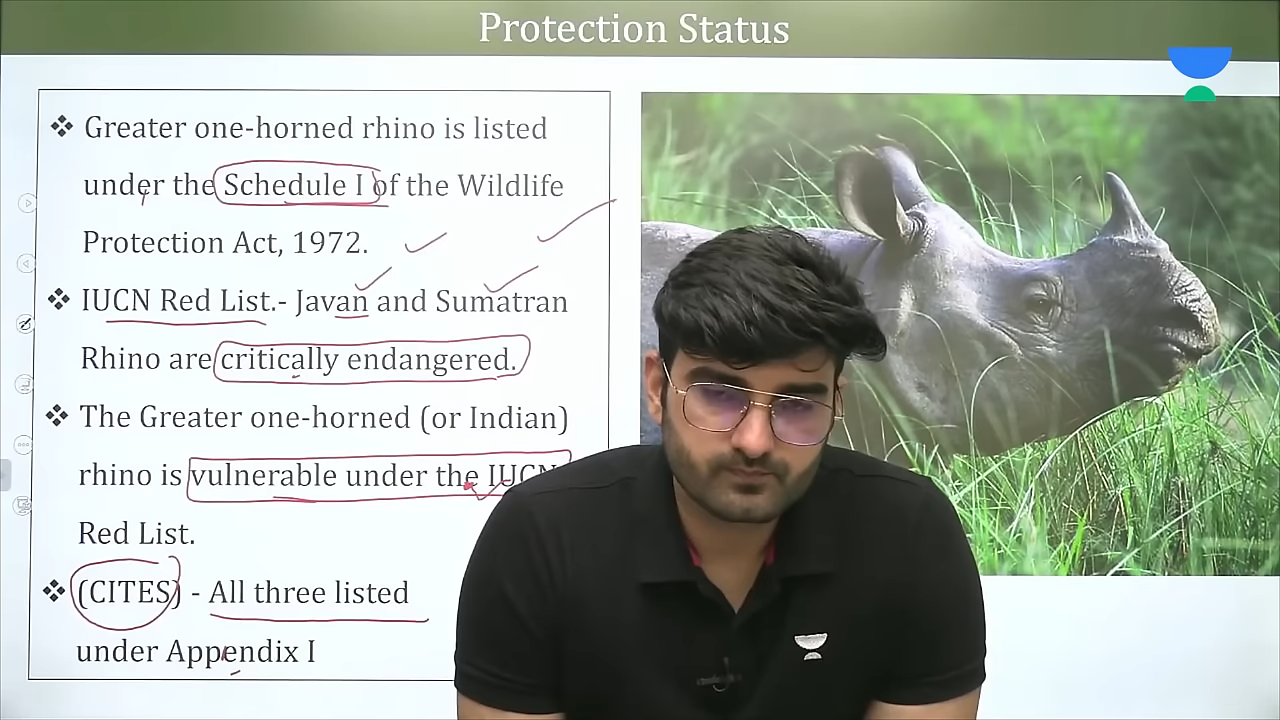 Protection Status
❖ Greater one-horned rhino is listed
under the Schedule I of the Wildlife
Protection Act, 1972.
❖ IUCN Red List.- Javan and Sumatran
Rhino are critically endangered.
❖ The Greater one-horned (or Indian)
rhino is vulnerable under the IUCN
Red List.
❖ (CITES) - All three listed
under Appendix I